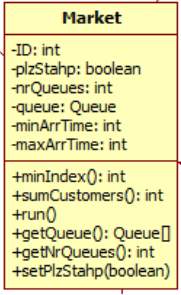 Market
-ID: int
-plzStahp: boolean
-nrQueues: int
-queue: Queue
-minArrTime: int
-maxArrTime: int
+minIndex(): int
+sumCustomers(): int
+run()
+getQueue(): Queue[]
+getNrQueues(): int
+setPlzStahp(boolean)